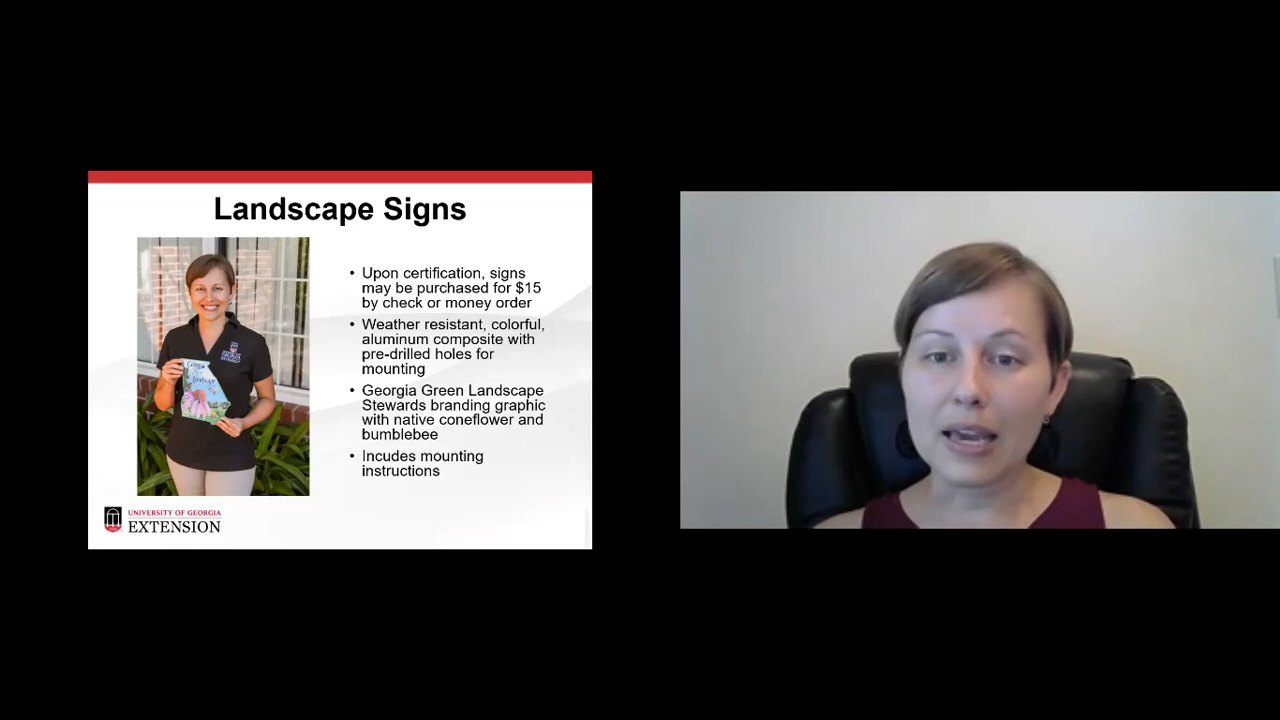 Landscape Signs
• Upon certification, signs
may be purchased for $15
by check or money order
• Weather resistant, colorful,
aluminum composite with
pre-drilled holes for
mounting
• Georgia Green Landscape
Stewards branding graphic
with native coneflower and
bumblebee
• Incudes mounting
instructions
UNIVERSITY OF GEORGIA
EXTENSION